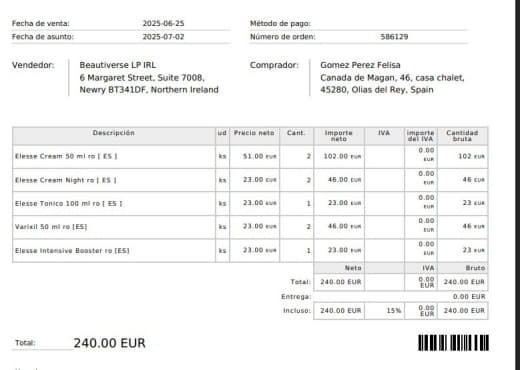 Fecha de venta: 2025-06-25 Método de pago:
Fecha de asunto: 2025-07-02 Número de orden: 586129
Vendedor: Beautiverse LP IRL Comprador: Gomez Perez Felisa
6 Margaret Street, Suite 7008, Canada de Magan, 46, casa chalet,
Newry BT341DF, Northern Ireland 45280, Olias del Rey, Spain
Descripción ud Precio neto Cant. Importe neto IVA importe del IVA Cantidad bruta
Elesse Cream 50 ml ro [ ES ] ks 51.00 EUR 2 102.00 EUR 0.00 EUR 102 EUR
Elesse Cream Night ro [ ES ] ks 23.00 EUR 2 46.00 EUR 0.00 EUR 46 EUR
Elesse Tonico 100 ml ro [ ES ] ks 23.00 EUR 1 23.00 EUR 0.00 EUR 23 EUR
Varixil 50 ml ro [ES] ks 23.00 EUR 2 46.00 EUR 0.00 EUR 46 EUR
Elesse Intensive Booster ro [ES] ks 23.00 EUR 1 23.00 EUR 0.00 EUR 23 EUR
Neto IVA Bruto
Total: 240.00 EUR 0.00 EUR 240.00 EUR
Entrega: 0.00 EUR
Incluso: 240.00 EUR 15% 0.00 EUR 240.00 EUR
Total: 240.00 EUR